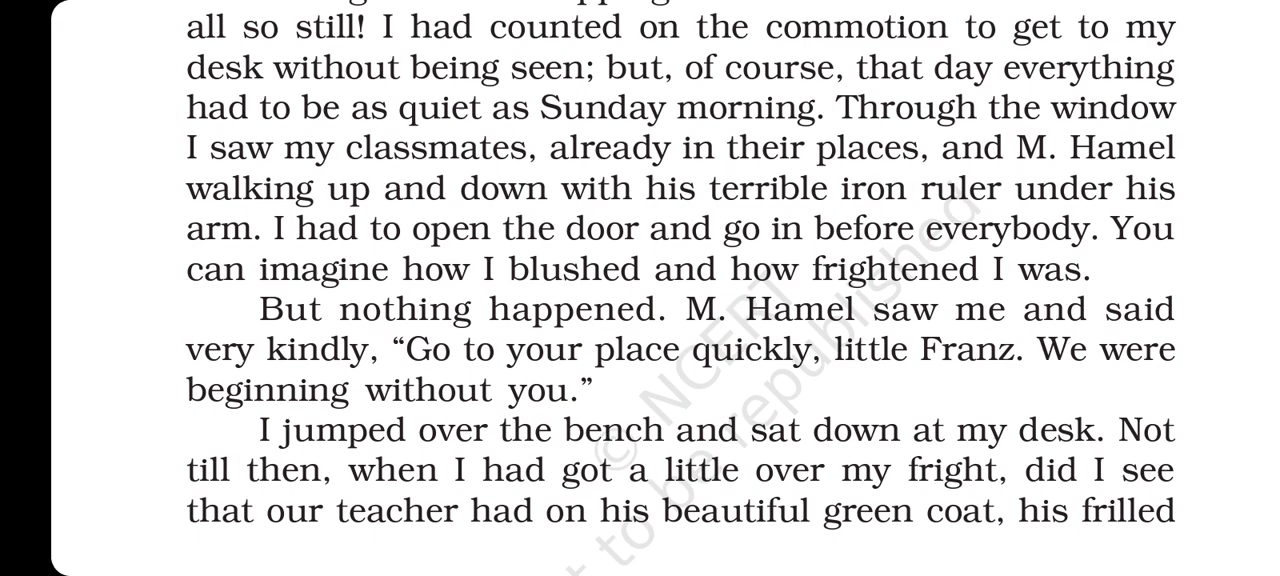 all so still! I had counted on the commotion to get to my
desk without being seen; but, of course, that day everything
had to be as quiet as Sunday morning. Through the window
I saw my classmates, already in their places, and M. Hamel
walking up and down with his terrible iron ruler under his
arm. I had to open the door and go in before everybody. You
can imagine how I blushed and how frightened I was.
But nothing happened. M. Hamel saw me and said
very kindly, “Go to your place quickly, little Franz. We were
beginning without you.”
I jumped over the bench and sat down at my desk. Not
till then, when I had got a little over my fright, did I see
that our teacher had on his beautiful green coat, his frilled
© NCERT
to be republished